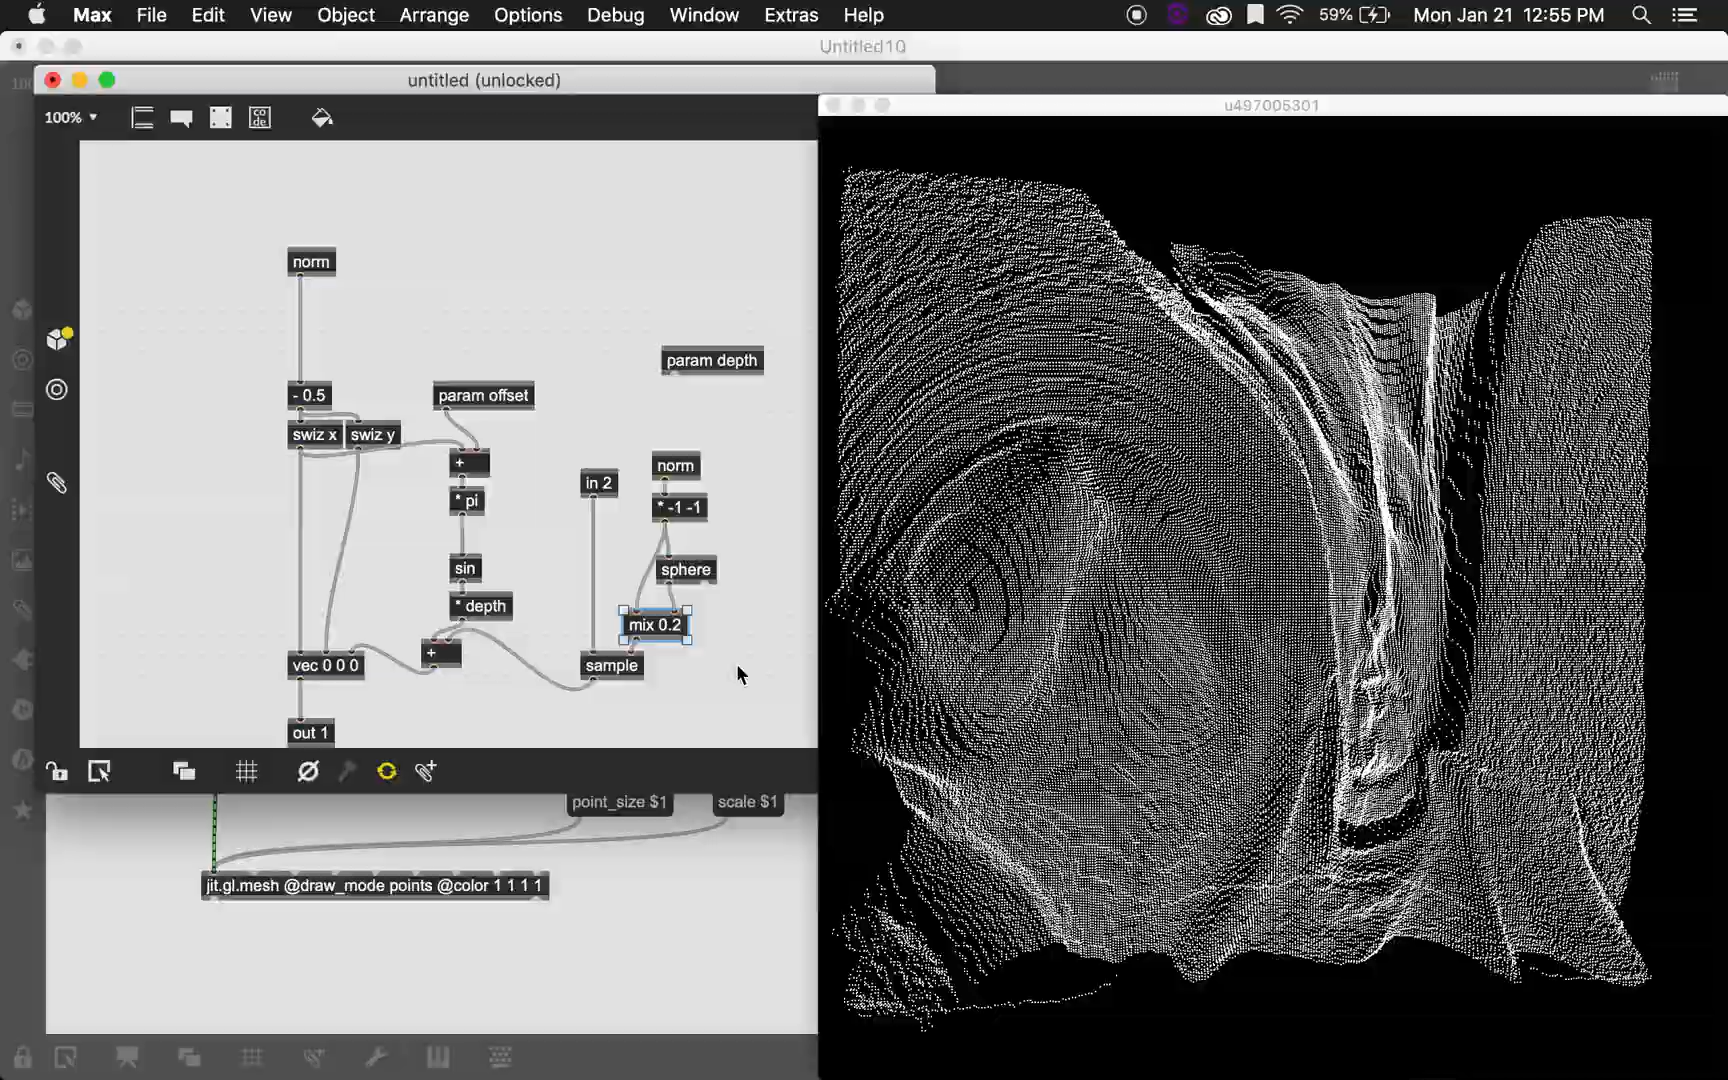 Max File Edit View Object Arrange Options Debug Window Extras Help 59% Mon Jan 21 12:55 PM
Untitled10
untitled (unlocked)
100%
u497005301
norm
param depth
- 0.5
param offset
swiz x
swiz y
+
norm
in 2
* pi
* -1 -1
sin
sphere
* depth
mix 0.2
+
vec 0 0 0
sample
out 1
point_size $1
scale $1
jit.gl.mesh @draw_mode points @color 1 1 1 1